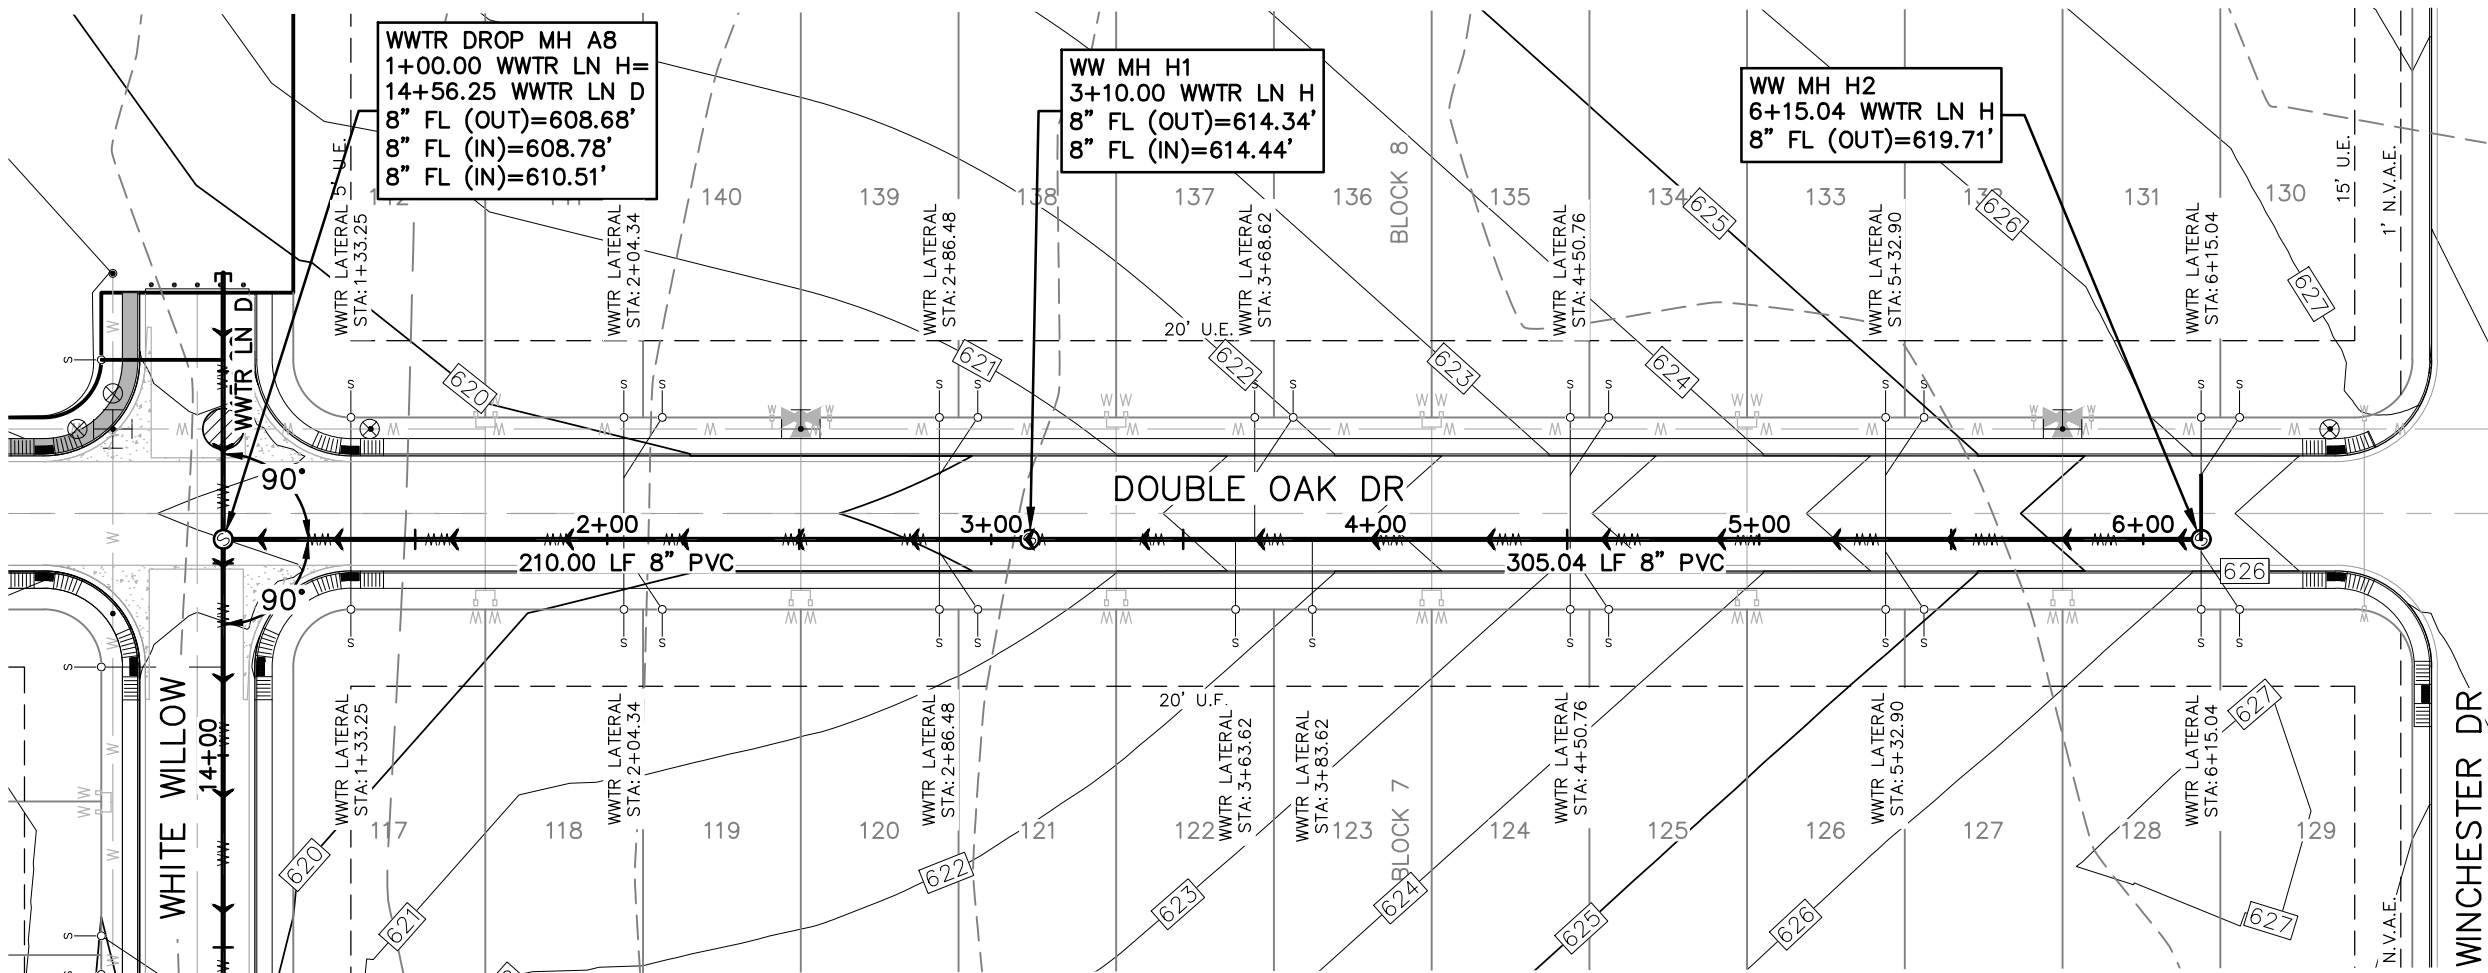 WWTR DROP MH A8
1+00.00 WWTR LN H=
14+56.25 WWTR LN D
8" FL (OUT)=608.68'
8" FL (IN)=608.78'
8" FL (IN)=610.51'
WW MH H1
3+10.00 WWTR LN H
8" FL (OUT)=614.34'
8" FL (IN)=614.44'
WW MH H2
6+15.04 WWTR LN H
8" FL (OUT)=619.71'
140
139
138
137
136
BLOCK 8
135
134
133
132
131
130
15' U.E.
1' N.V.A.E.
WWTR LATERAL
STA: 1+33.25
WWTR LATERAL
STA: 2+04.34
WWTR LATERAL
STA: 2+86.48
WWTR LATERAL
STA: 3+68.62
WWTR LATERAL
STA: 4+50.76
WWTR LATERAL
STA: 5+32.90
WWTR LATERAL
STA: 6+15.04
625
626
627
20' U.E.
620
621
622
623
624
WWTR LN D
90°
90°
DOUBLE OAK DR
2+00
3+00
4+00
5+00
6+00
210.00 LF 8" PVC
305.04 LF 8" PVC
626
WHITE WILLOW
14+00
20' U.E.
WWTR LATERAL
STA: 1+33.25
WWTR LATERAL
STA: 2+04.34
WWTR LATERAL
STA: 2+86.48
WWTR LATERAL
STA: 3+63.62
WWTR LATERAL
STA: 3+83.62
WWTR LATERAL
STA: 4+50.76
WWTR LATERAL
STA: 5+32.90
WWTR LATERAL
STA: 6+15.04
117
118
119
120
121
122
123
BLOCK 7
124
125
126
127
128
129
620
621
622
623
624
625
626
627
627
N.V.A.E.
WINCHESTER DR